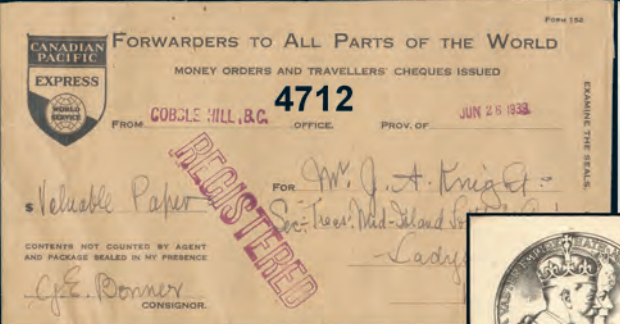 FORM 152
CANADIAN PACIFIC
EXPRESS
WORLD SERVICE
FORWARDERS TO ALL PARTS OF THE WORLD
MONEY ORDERS AND TRAVELLERS' CHEQUES ISSUED
4712
FROM COBBLE HILL, B.C. OFFICE. PROV. OF JUN 26 1933
EXAMINE THE SEALS.
REGISTERED
FOR Mr. J. A. Knight
$ Valuable Paper
Sec-Treas. Mid-Island
Lady
CONTENTS NOT COUNTED BY AGENT
AND PACKAGE SEALED IN MY PRESENCE
G.E. Bonner
CONSIGNOR.